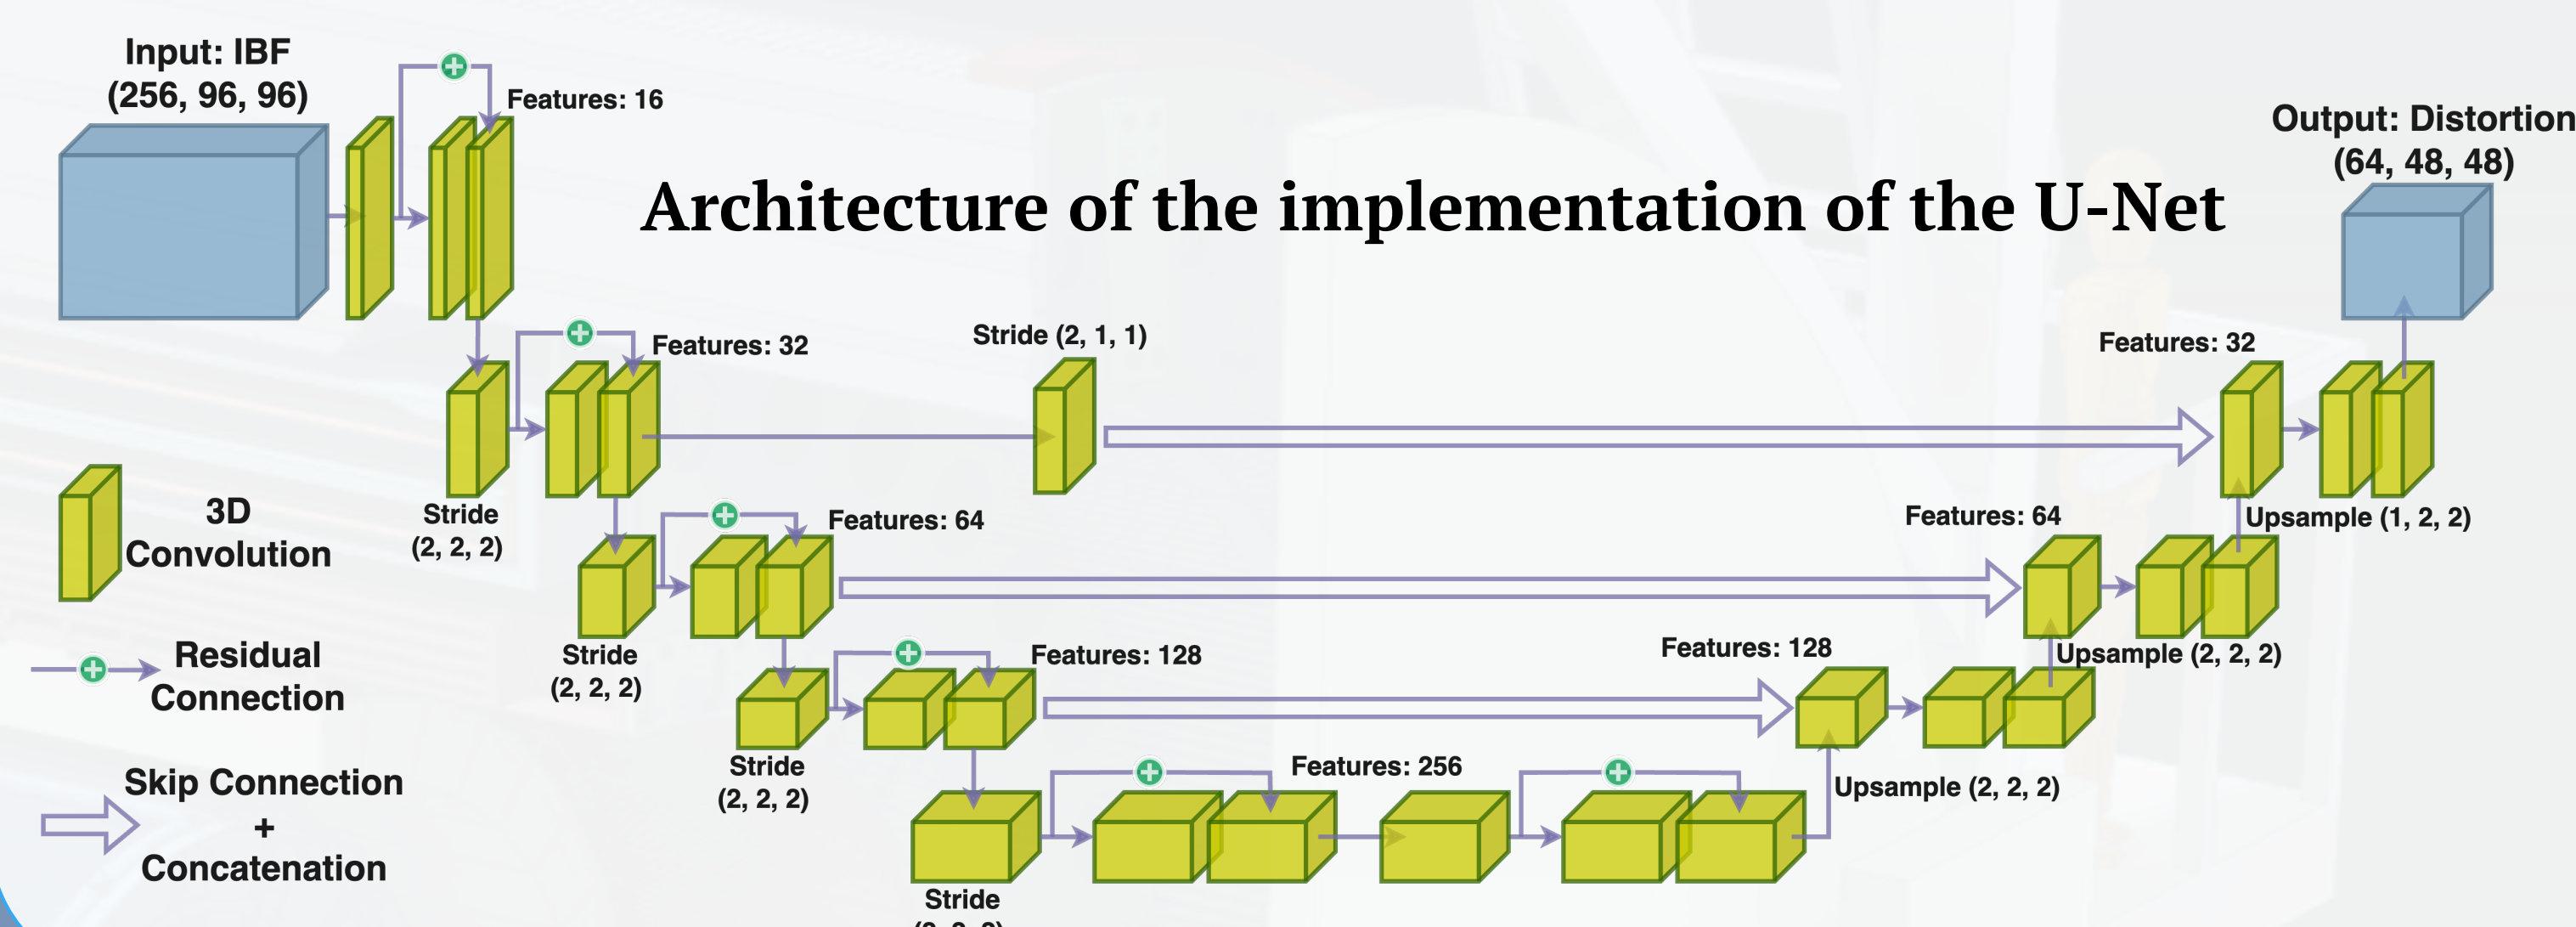 Input: IBF
(256, 96, 96)
Features: 16
Output: Distortion
(64, 48, 48)
Architecture of the implementation of the U-Net
Features: 32
Stride (2, 1, 1)
Features: 32
Stride
(2, 2, 2)
Features: 64
Features: 64
Upsample (1, 2, 2)
3D
Convolution
Stride
(2, 2, 2)
Features: 128
Features: 128
Upsample (2, 2, 2)
Residual
Connection
Stride
(2, 2, 2)
Features: 256
Upsample (2, 2, 2)
Skip Connection
+
Concatenation
Stride